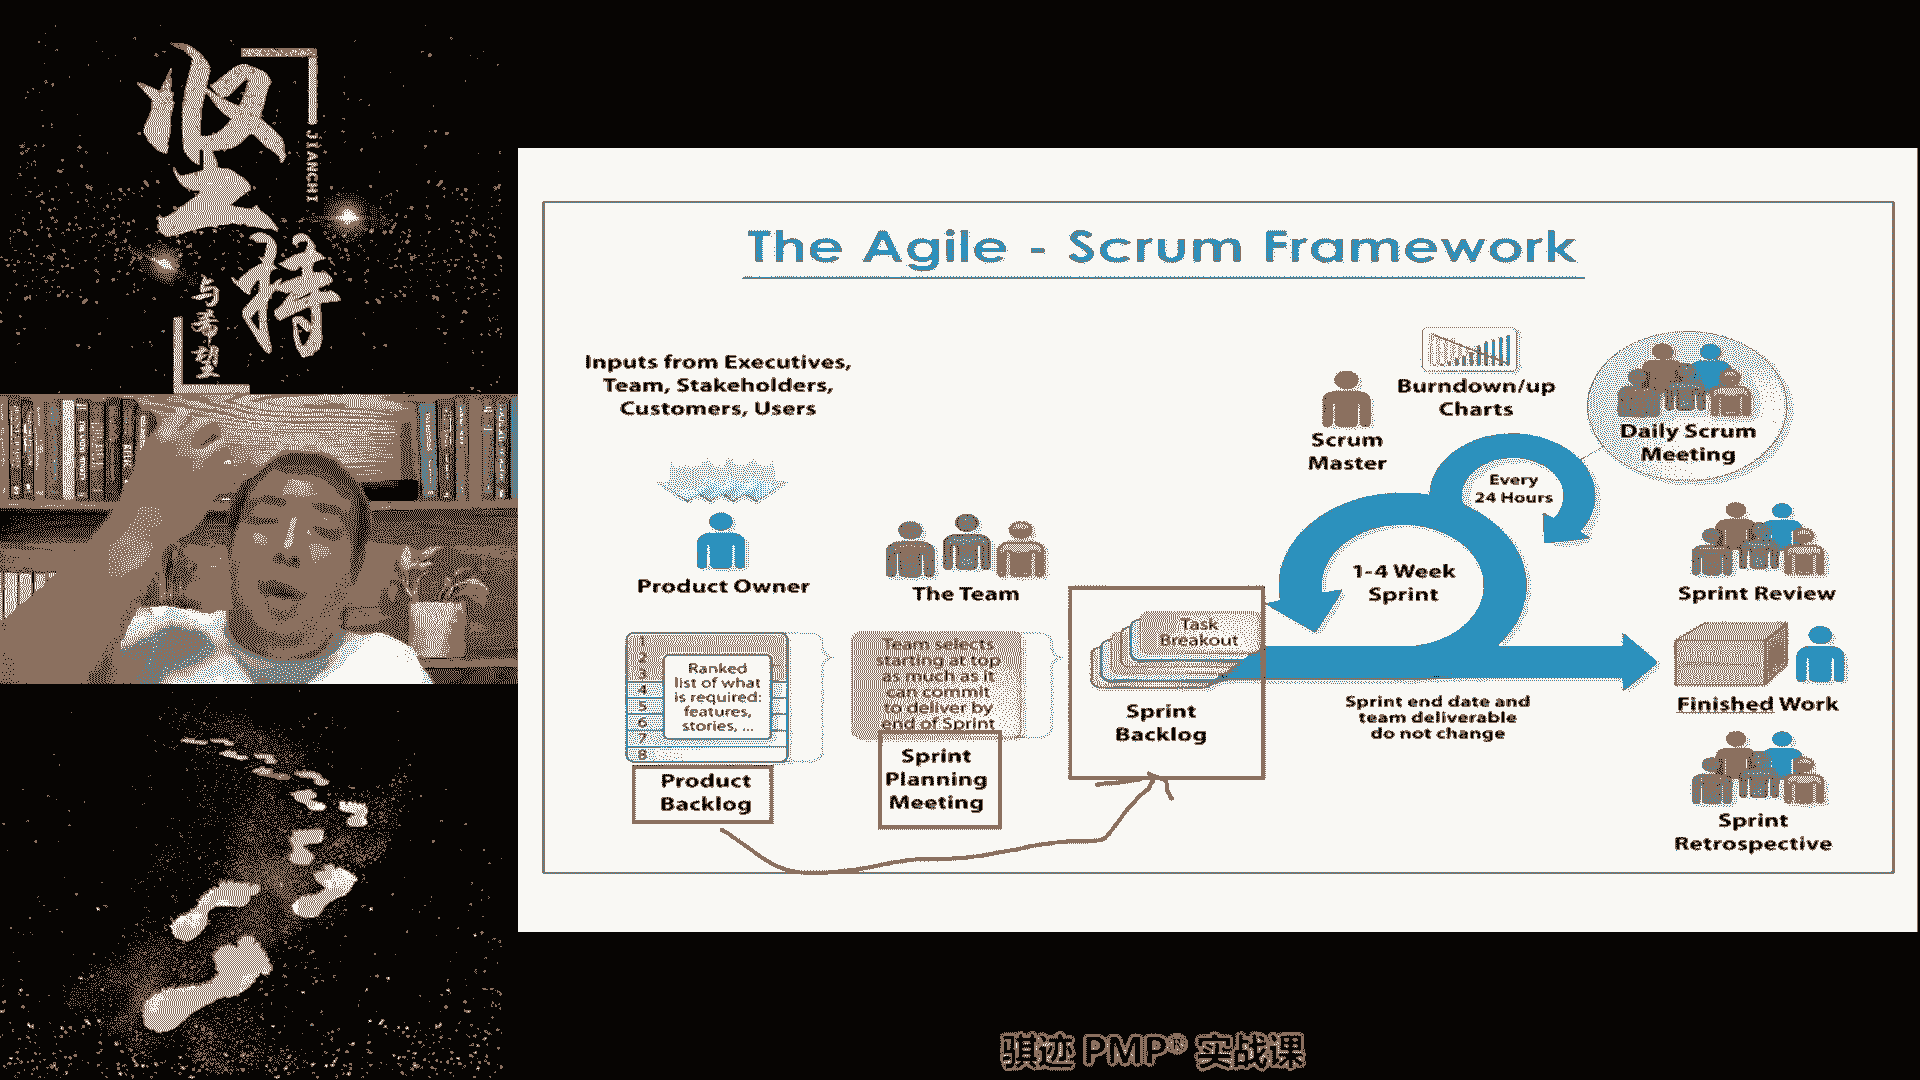 坚持
JIANCHI
与希望
The Agile - Scrum Framework
Inputs from Executives,
Team, Stakeholders,
Customers, Users
Product Owner
The Team
1
2
3
4
5
6
7
8
Ranked
list of what
is required:
features,
stories, ...
Product
Backlog
Team selects
starting at top
as much as it
can commit
to deliver by
end of Sprint
Sprint
Planning
Meeting
Task
Breakout
Sprint
Backlog
Scrum
Master
Burndown/up
Charts
Every
24 Hours
1-4 Week
Sprint
Sprint end date and
team deliverable
do not change
Daily Scrum
Meeting
Sprint Review
Finished Work
Sprint
Retrospective
骐迹 PMP® 实战课